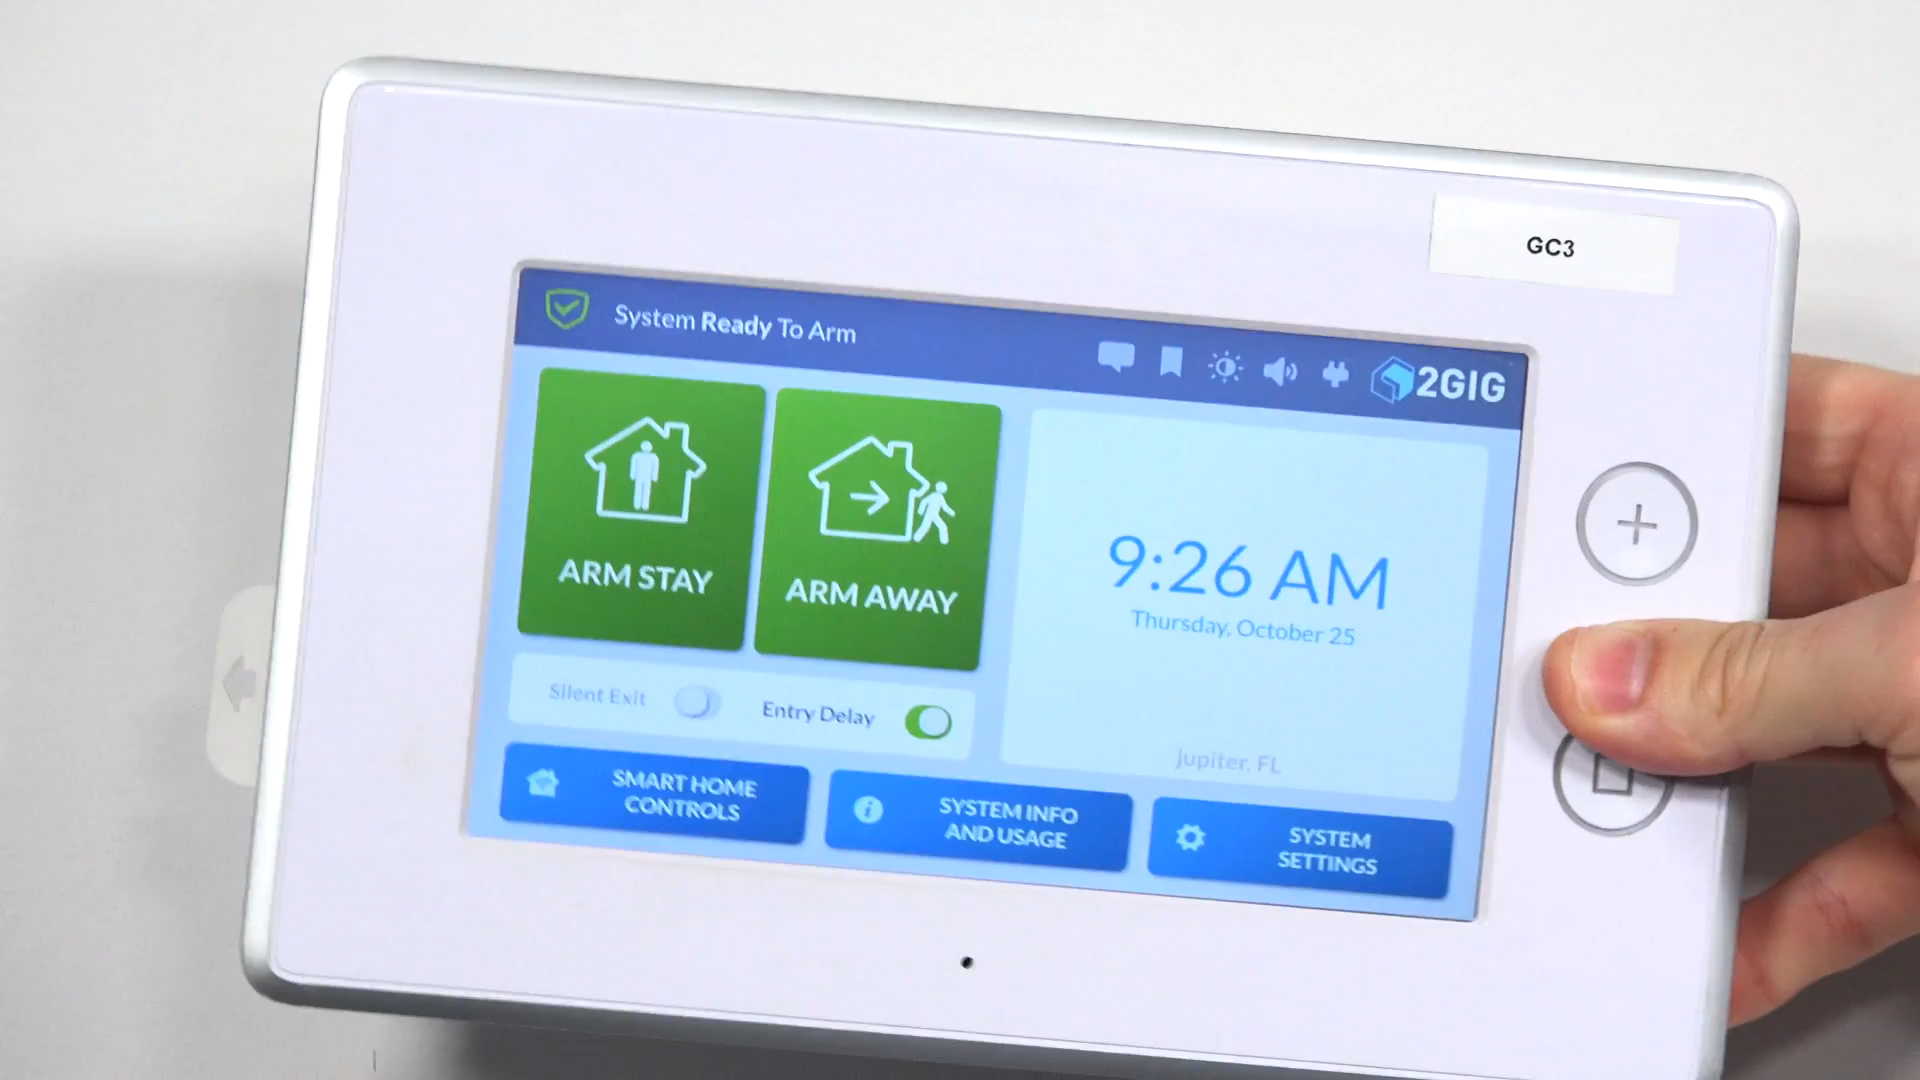 GC3
System Ready To Arm
2GIG
ARM STAY
ARM AWAY
9:26 AM
Thursday, October 25
Jupiter, FL
Silent Exit
Entry Delay
SMART HOME
CONTROLS
SYSTEM INFO
AND USAGE
SYSTEM
SETTINGS